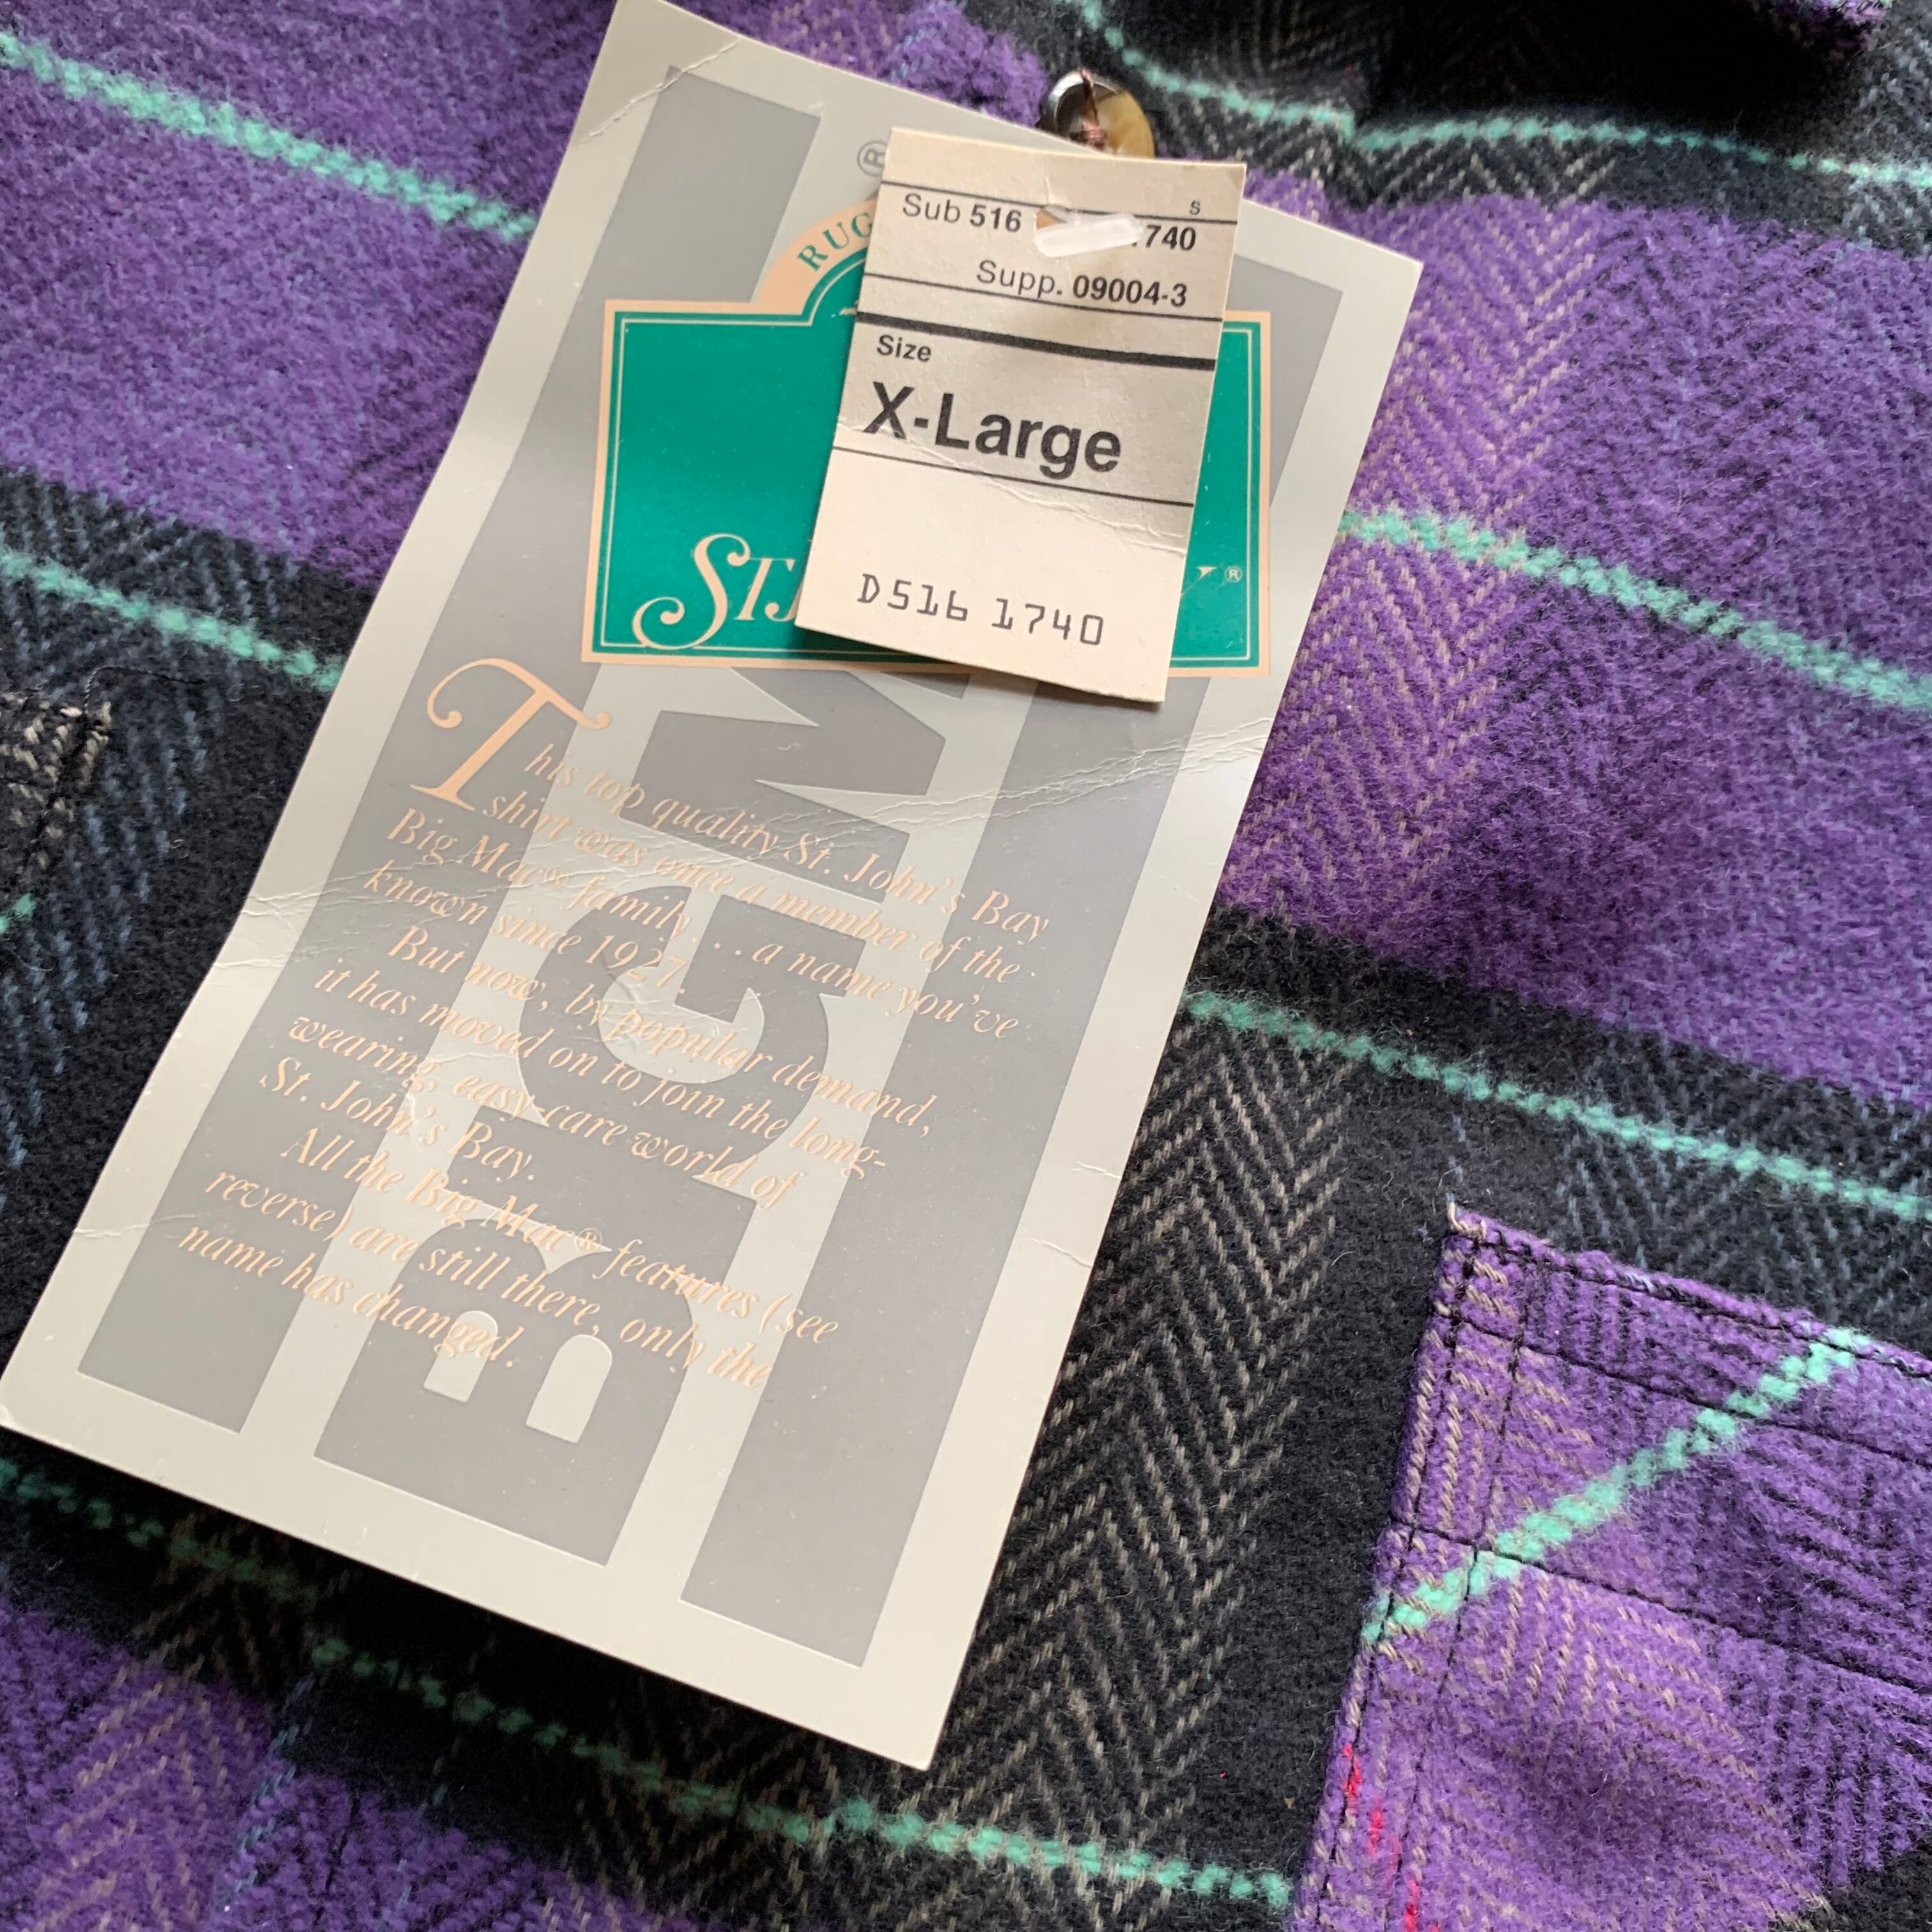 ®
RUG
Sub 516 740
S
Supp. 09004-3
Size
X-Large
D516 1740
ST. J
®
This top quality St. John's Bay
shirt was once a member of the
Big Mac® family. . . a name you've
known since 1927.
But now, by popular demand,
it has moved on to join the long-
wearing, easy-care world of
St. John's Bay.
All the Big Mac® features (see
reverse) are still there, only the
name has changed.
BIG M